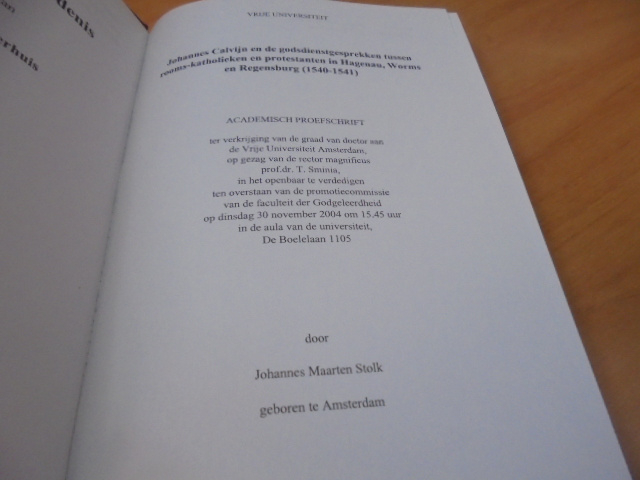 denis
an
erhuis
VRIJE UNIVERSITEIT
Johannes Calvijn en de godsdienstgesprekken tussen
rooms-katholieken en protestanten in Hagenau, Worms
en Regensburg (1540-1541)
ACADEMISCH PROEFSCHRIFT
ter verkrijging van de graad van doctor aan
de Vrije Universiteit Amsterdam,
op gezag van de rector magnificus
prof.dr. T. Sminia,
in het openbaar te verdedigen
ten overstaan van de promotiecommissie
van de faculteit der Godgeleerdheid
op dinsdag 30 november 2004 om 15.45 uur
in de aula van de universiteit,
De Boelelaan 1105
door
Johannes Maarten Stolk
geboren te Amsterdam